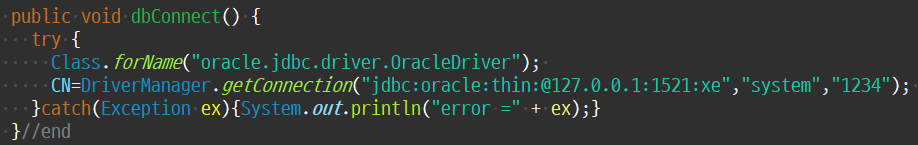 public void dbConnect() {
try {
Class.forName("oracle.jdbc.driver.OracleDriver");
CN=DriverManager.getConnection("jdbc:oracle:thin:@127.0.0.1:1521:xe","system","1234");
}catch(Exception ex){System.out.println("error =" + ex);}
}//end